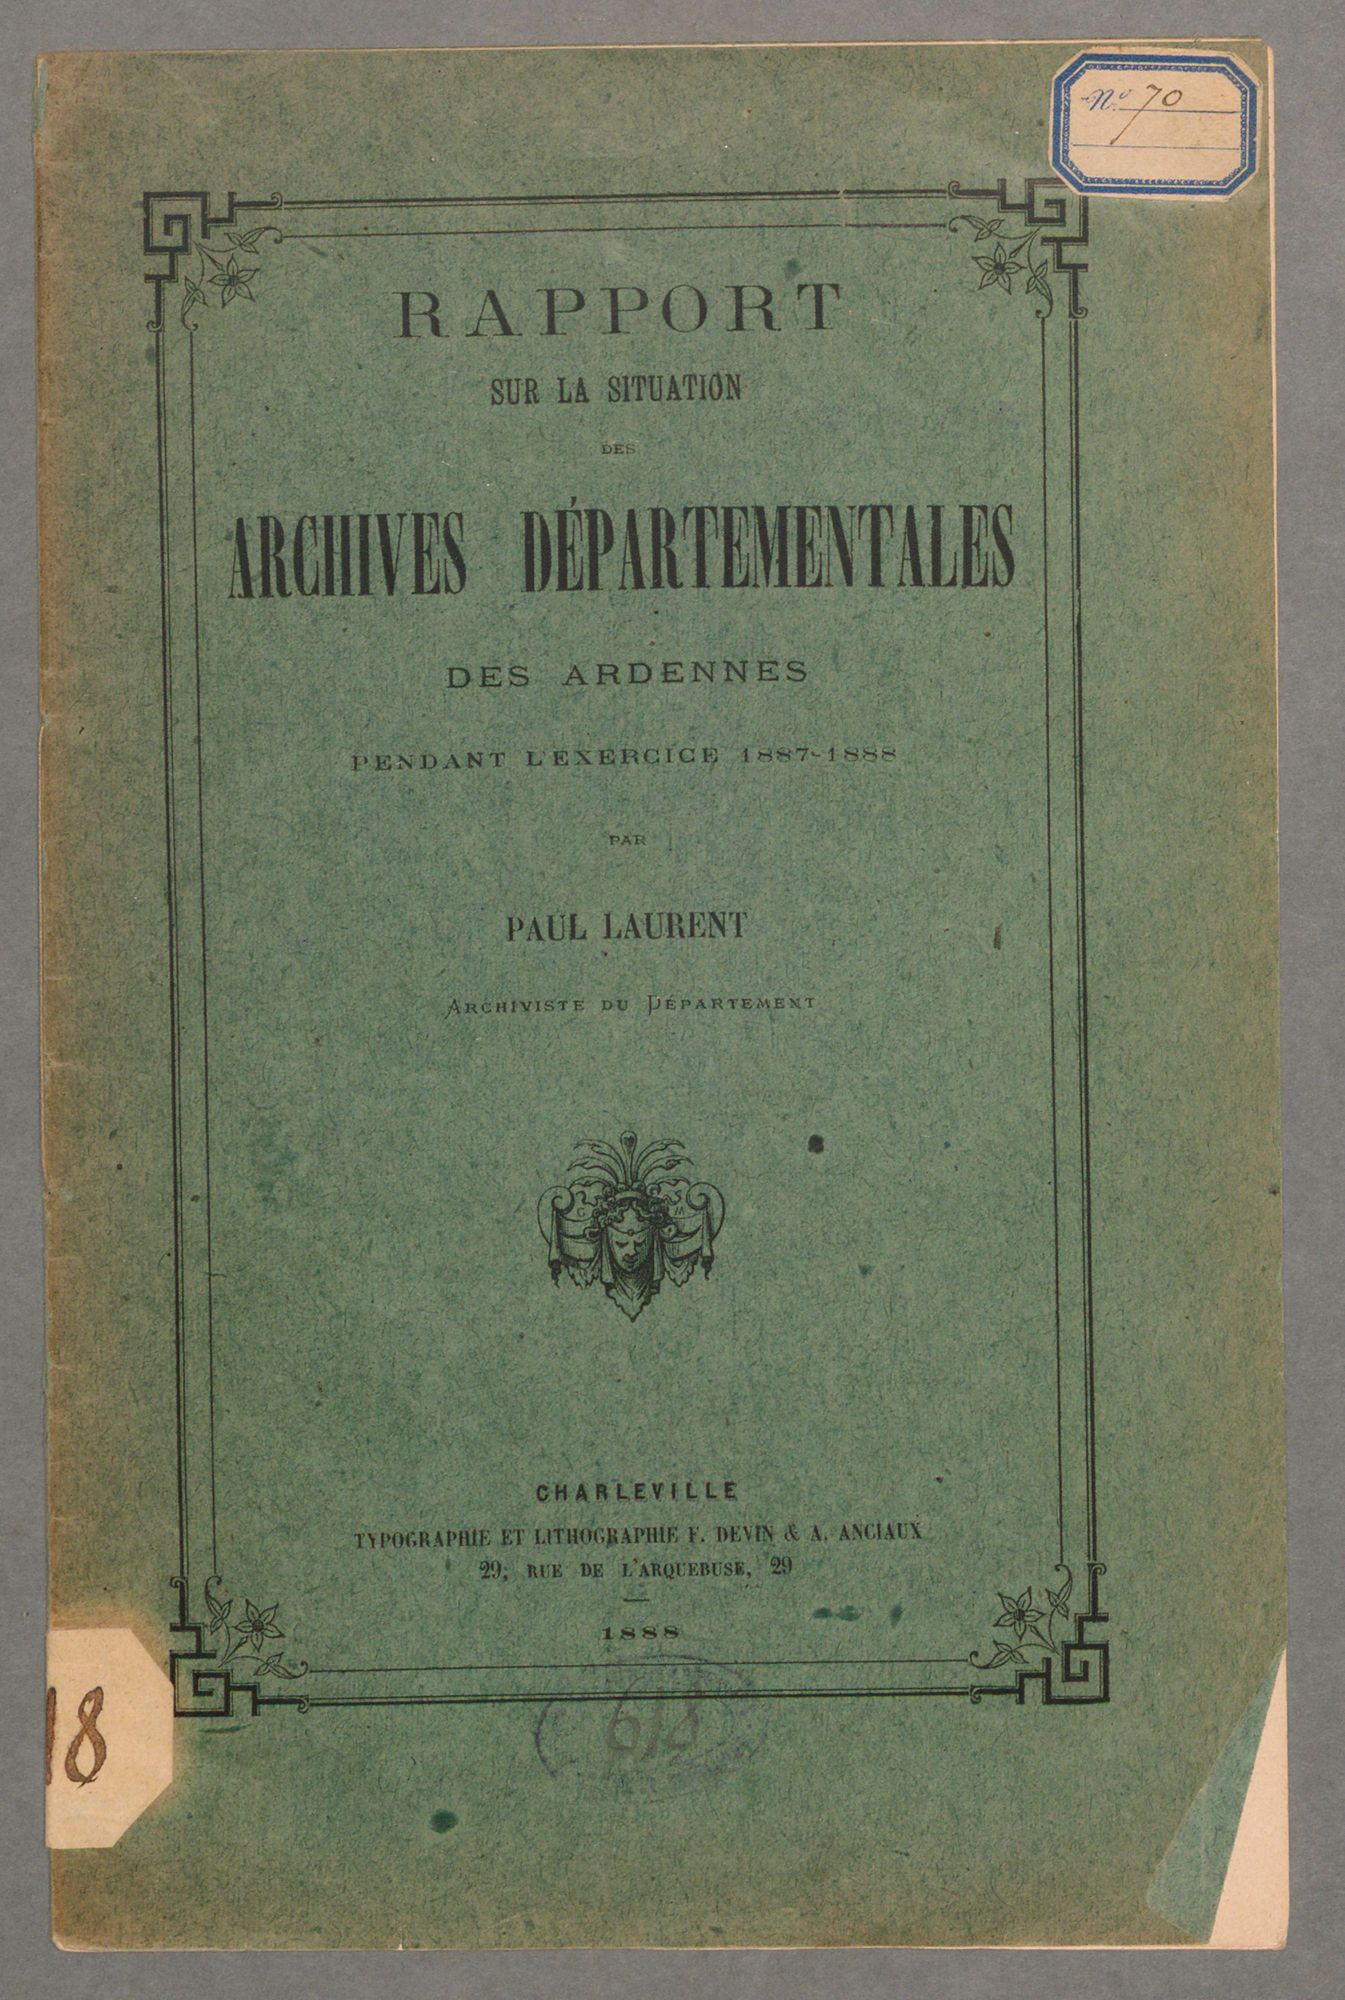 N° 70
RAPPORT
SUR LA SITUATION
DES
ARCHIVES DÉPARTEMENTALES
DES ARDENNES
PENDANT L'EXERCICE 1887-1888
PAR
PAUL LAURENT
ARCHIVISTE DU DÉPARTEMENT
G M
CHARLEVILLE
TYPOGRAPHIE ET LITHOGRAPHIE F. DEVIN & A. ANCIAUX
29, RUE DE L'ARQUEBUSE, 29
1888
618
18